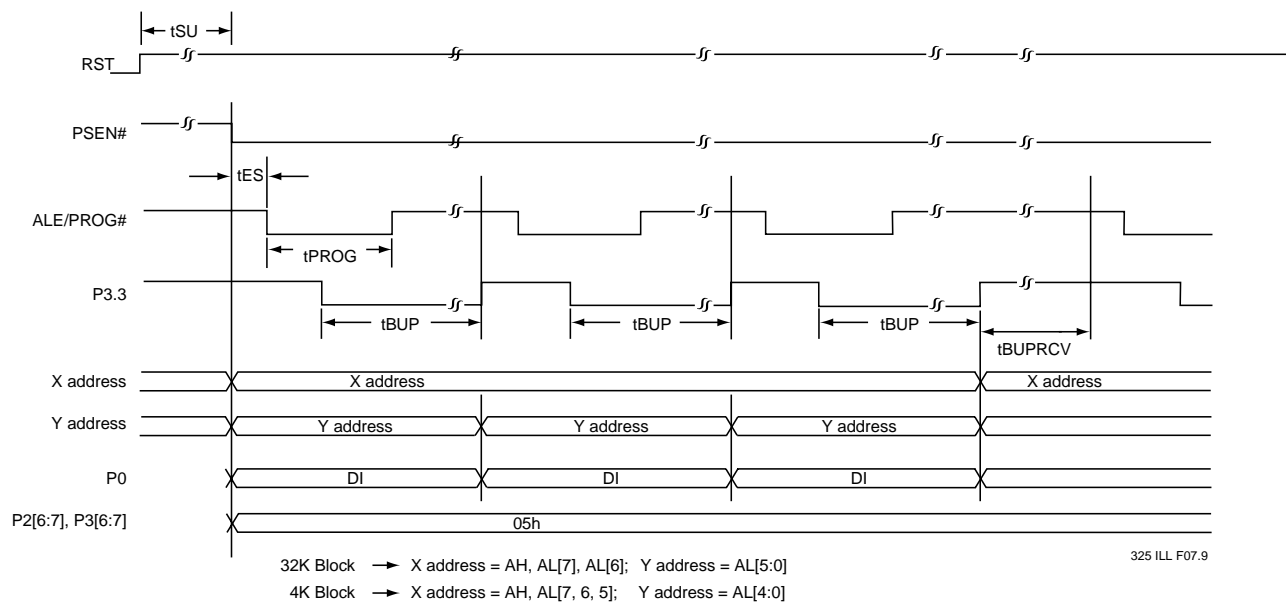 tSU
RST
PSEN#
tES
ALE/PROG#
tPROG
P3.3
tBUP tBUP tBUP
tBUPRCV
X address X address X address
Y address Y address Y address Y address
P0 DI DI DI
P2[6:7], P3[6:7] 05h
325 ILL F07.9
32K Block → X address = AH, AL[7], AL[6]; Y address = AL[5:0]
4K Block → X address = AH, AL[7, 6, 5]; Y address = AL[4:0]